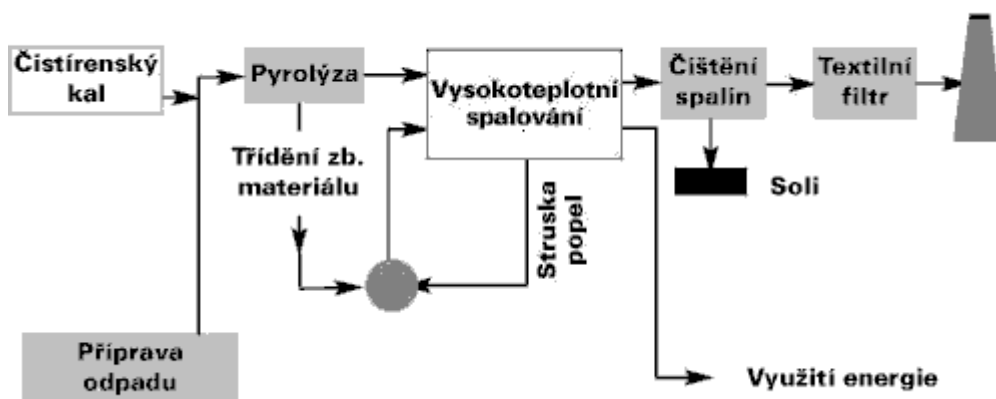 Čistírenský
kal
Pyrolýza
Vysokoteplotní
spalování
Čištění
spalin
Textilní
filtr
Třídění zb.
materiálu
Struska
popel
Soli
Příprava
odpadu
Využití energie